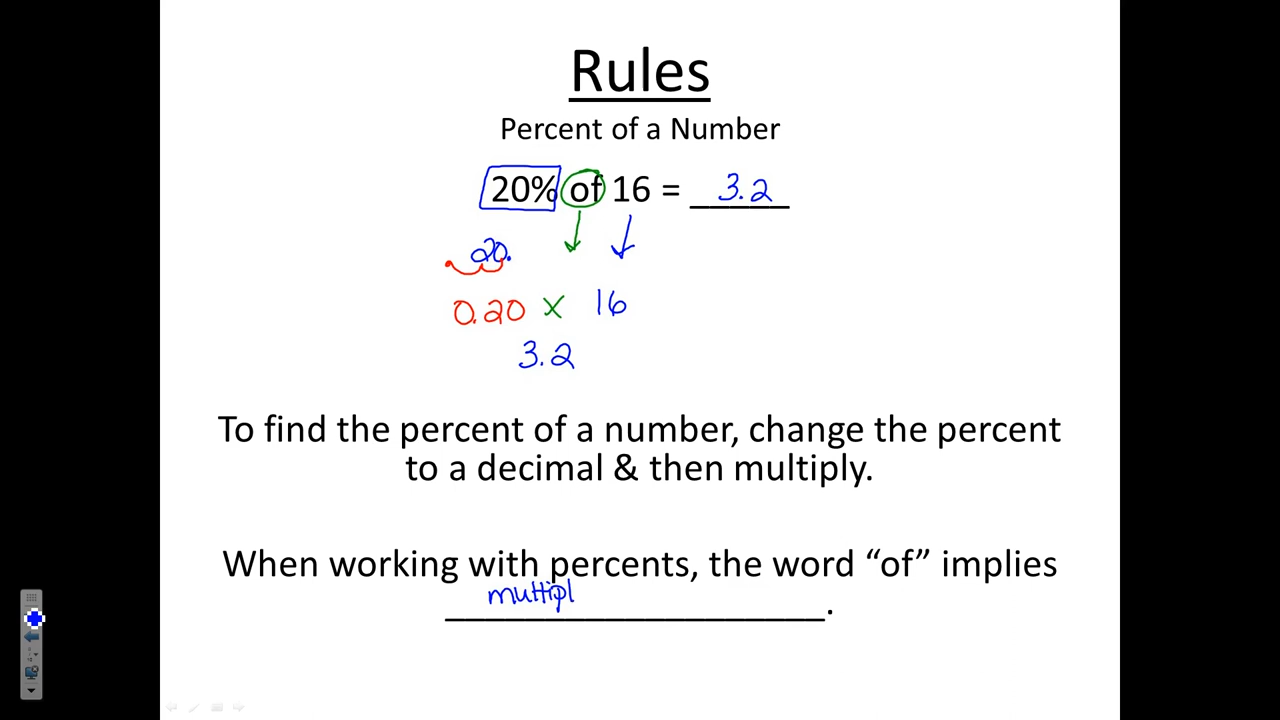 Rules
Percent of a Number
20% of 16 = 3.2
20.
0.20 x 16
3.2
To find the percent of a number, change the percent
to a decimal & then multiply.
When working with percents, the word “of” implies
multipl
____________________.